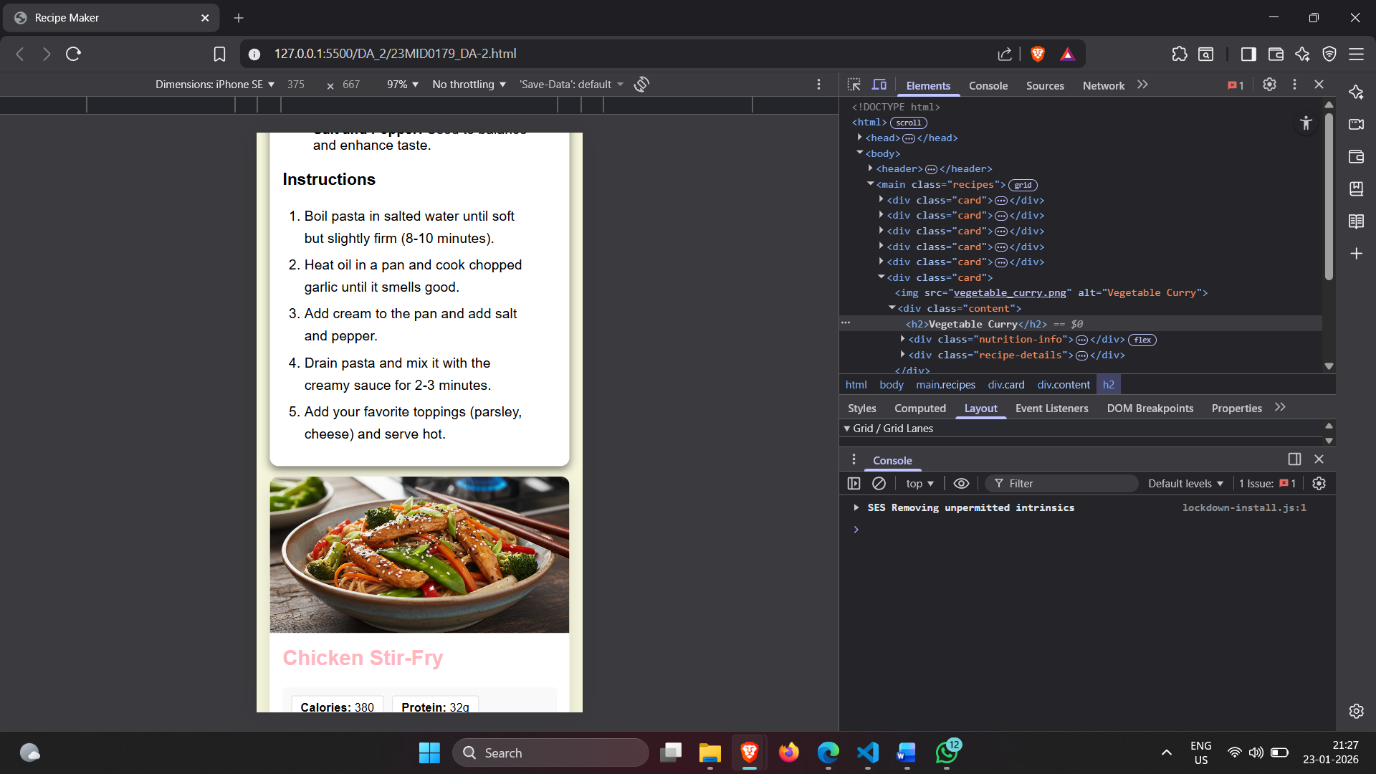 Recipe Maker
127.0.0.1:5500/DA_2/23MID0179_DA-2.html
Dimensions: iPhone SE 375 × 667 97% No throttling 'Save-Data': default
and enhance taste.
Instructions
1. Boil pasta in salted water until soft
but slightly firm (8-10 minutes).
2. Heat oil in a pan and cook chopped
garlic until it smells good.
3. Add cream to the pan and add salt
and pepper.
4. Drain pasta and mix it with the
creamy sauce for 2-3 minutes.
5. Add your favorite toppings (parsley,
cheese) and serve hot.
Chicken Stir-Fry
Calories: 380 Protein: 32g
Elements Console Sources Network 1
<!DOCTYPE html>
<html> scroll
<head>…</head>
<body>
<header>…</header>
<main class="recipes"> grid
<div class="card">…</div>
<div class="card">…</div>
<div class="card">…</div>
<div class="card">…</div>
<div class="card">…</div>
<div class="card">
<img src="vegetable_curry.png" alt="Vegetable Curry">
<div class="content">
<h2>Vegetable Curry</h2> == $0
<div class="nutrition-info">…</div> flex
<div class="recipe-details">…</div>
</div>
html body main.recipes div.card div.content h2
Styles Computed Layout Event Listeners DOM Breakpoints Properties
Grid / Grid Lanes
Console
top Filter Default levels 1 Issue: 1
SES Removing unpermitted intrinsics lockdown-install.js:1
Search
12
ENG
US
21:27
23-01-2026